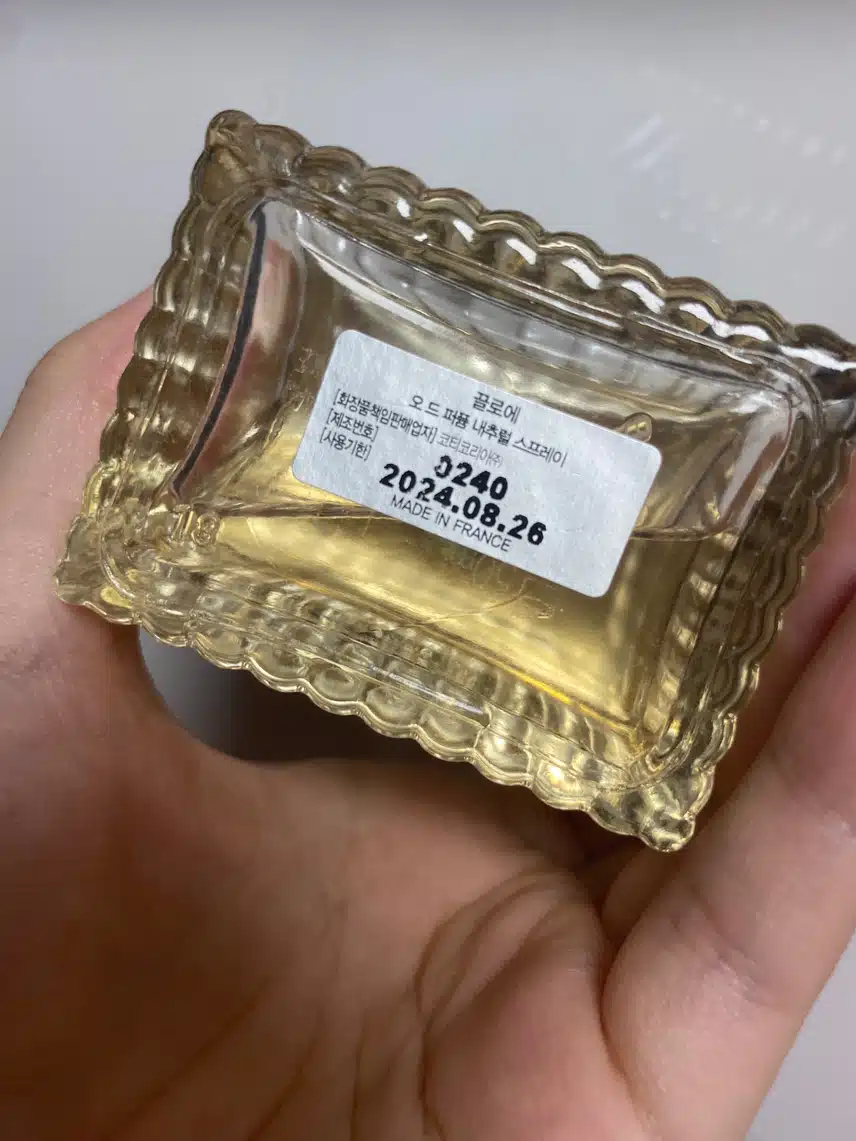 끌로에
오 드 퍼퓸 내추럴 스프레이
[화장품책임판매업자] 코티코리아(주)
[제조번호] 0240
[사용기한] 2024.08.26
MADE IN FRANCE
13